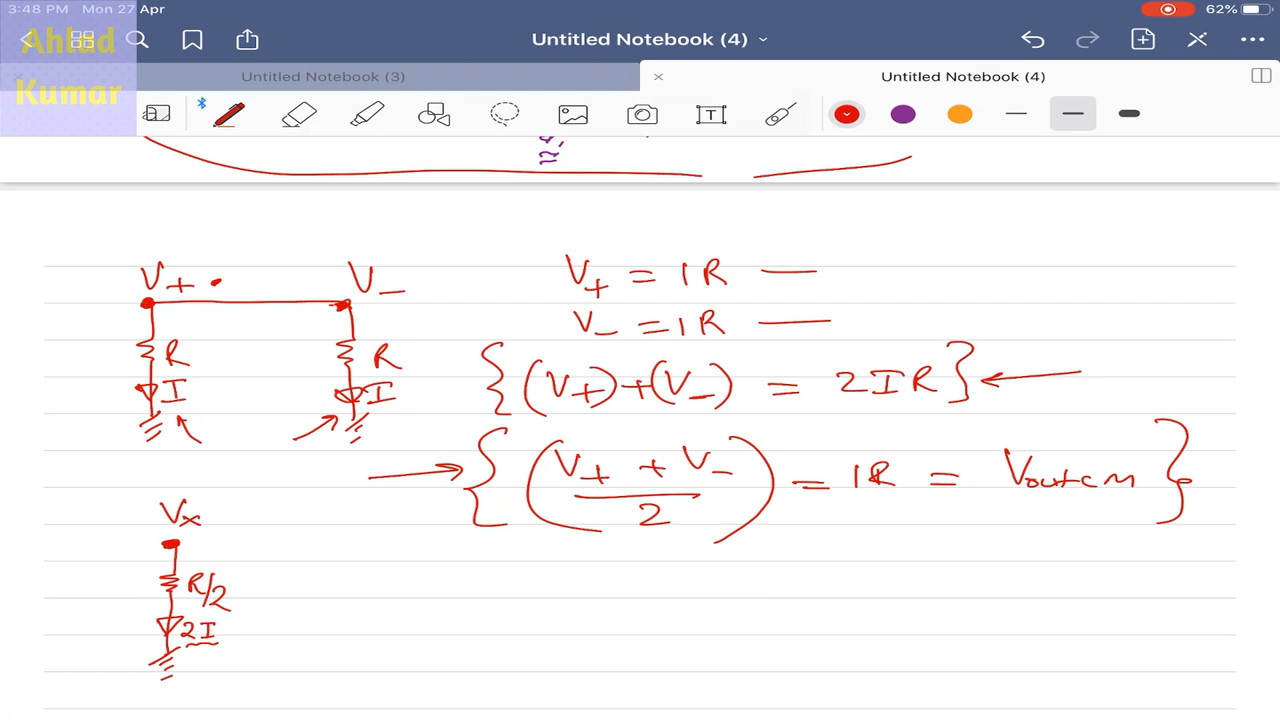 3:48 PM Mon 27 Apr
62%
Ahlad
Kumar
Untitled Notebook (4)
Untitled Notebook (3)
Untitled Notebook (4)
T
V+ V-
V+ = IR —
V- = IR —
R R
I I
{(V+)+(V-) = 2IR} ←
→ {(V+ + V-)/2 = IR = Voutcm}
Vx
R/2
2I